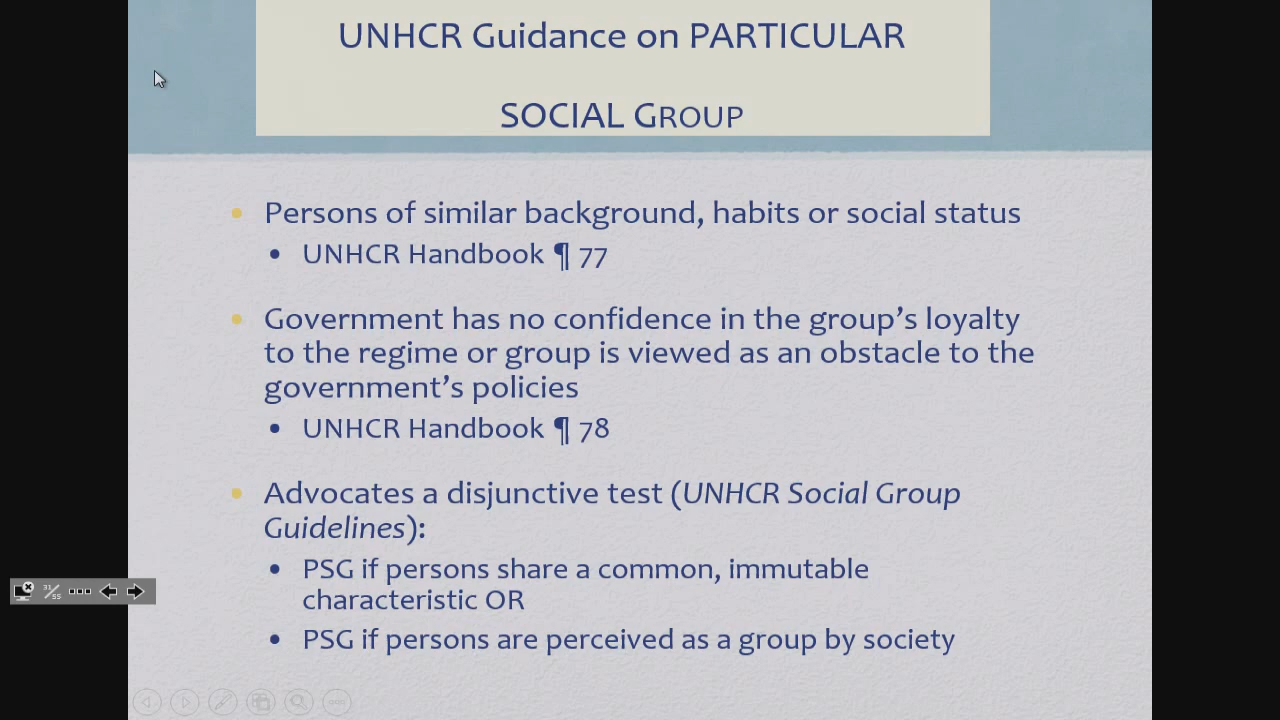 UNHCR Guidance on PARTICULAR
SOCIAL GROUP
• Persons of similar background, habits or social status
• UNHCR Handbook ¶ 77
• Government has no confidence in the group’s loyalty
to the regime or group is viewed as an obstacle to the
government’s policies
• UNHCR Handbook ¶ 78
• Advocates a disjunctive test (UNHCR Social Group
Guidelines):
• PSG if persons share a common, immutable
characteristic OR
• PSG if persons are perceived as a group by society
31/55